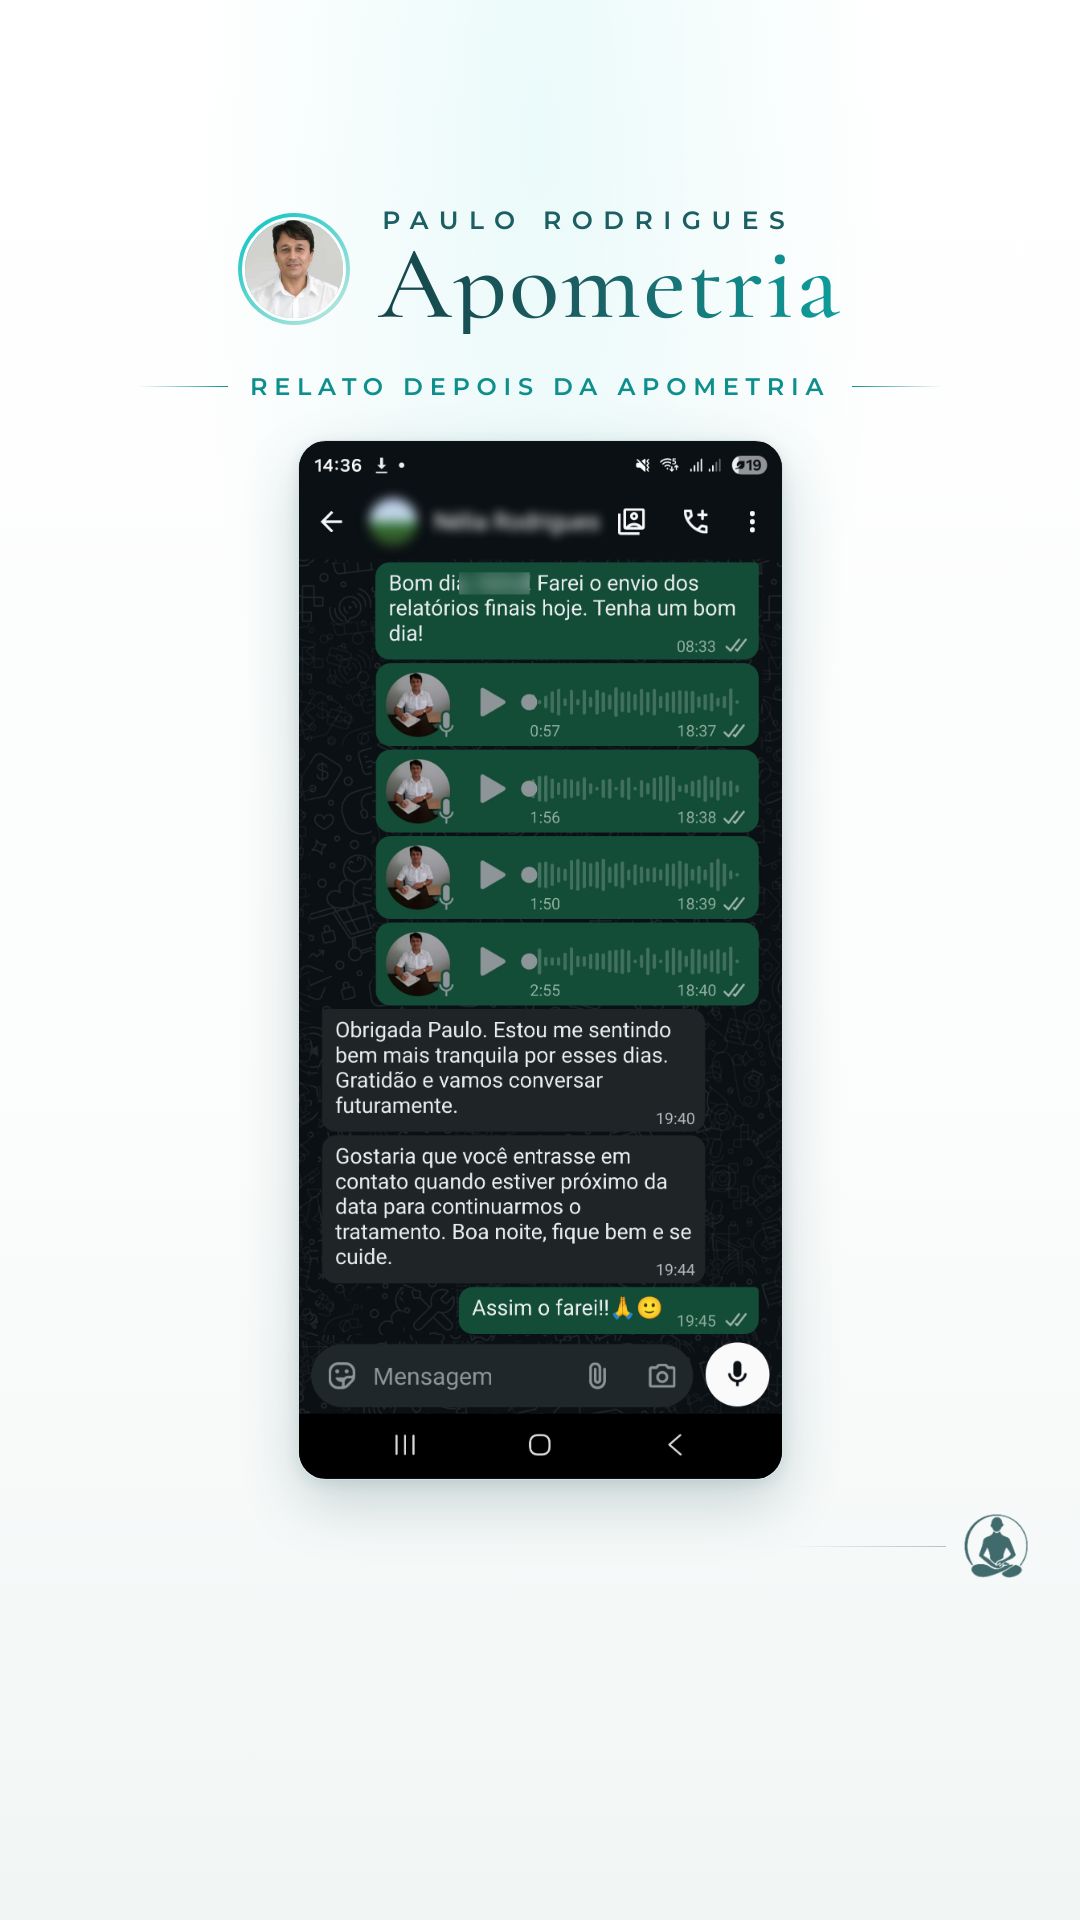 PAULO RODRIGUES
Apometria
RELATO DEPOIS DA APOMETRIA
14:36
19
Bom dia Farei o envio dos
relatórios finais hoje. Tenha um bom
dia!
08:33
0:57
18:37
1:56
18:38
1:50
18:39
2:55
18:40
Obrigada Paulo. Estou me sentindo
bem mais tranquila por esses dias.
Gratidão e vamos conversar
futuramente.
19:40
Gostaria que você entrasse em
contato quando estiver próximo da
data para continuarmos o
tratamento. Boa noite, fique bem e se
cuide.
19:44
Assim o farei!!🙏🙂
19:45
Mensagem